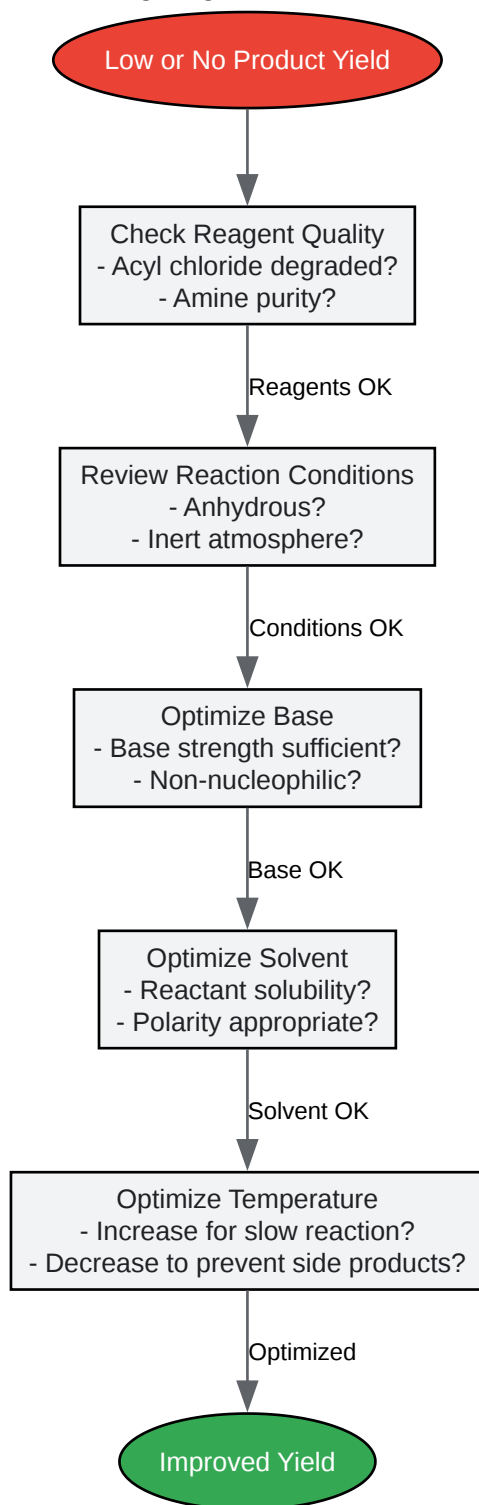 Low or No Product Yield
Check Reagent Quality
- Acyl chloride degraded?
- Amine purity?
Reagents OK
Review Reaction Conditions
- Anhydrous?
- Inert atmosphere?
Conditions OK
Optimize Base
- Base strength sufficient?
- Non-nucleophilic?
Base OK
Optimize Solvent
- Reactant solubility?
- Polarity appropriate?
Solvent OK
Optimize Temperature
- Increase for slow reaction?
- Decrease to prevent side products?
Optimized
Improved Yield